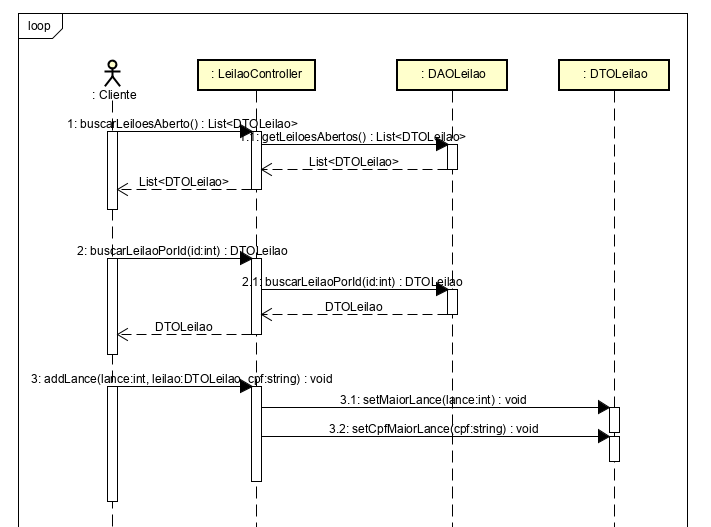 loop
: Cliente
: LeilaoController
: DAOLeilao
: DTOLeilao
1: buscarLeiloesAberto() : List<DTOLeilao>
1.1: getLeiloesAbertos() : List<DTOLeilao>
List<DTOLeilao>
List<DTOLeilao>
2: buscarLeilaoPorId(id:int) : DTOLeilao
2.1: buscarLeilaoPorId(id:int) : DTOLeilao
DTOLeilao
DTOLeilao
3: addLance(lance:int, leilao:DTOLeilao, cpf:string) : void
3.1: setMaiorLance(lance:int) : void
3.2: setCpfMaiorLance(cpf:string) : void